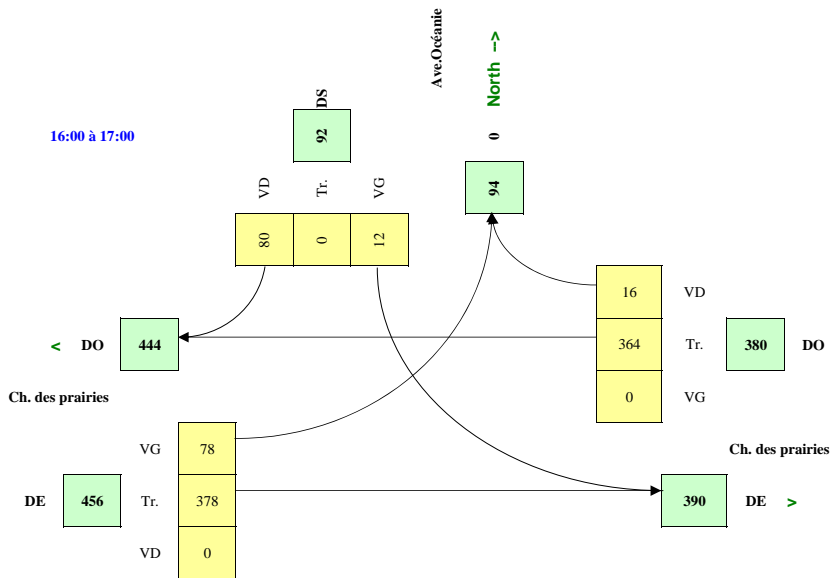 Ave.Océanie
North -->
DS
16:00 à 17:00
92
0
94
VD Tr. VG
80 0 12
16 VD
< DO 444
364 Tr. 380 DO
0 VG
Ch. des prairies
VG 78
Ch. des prairies
DE 456 Tr. 378
390 DE >
VD 0